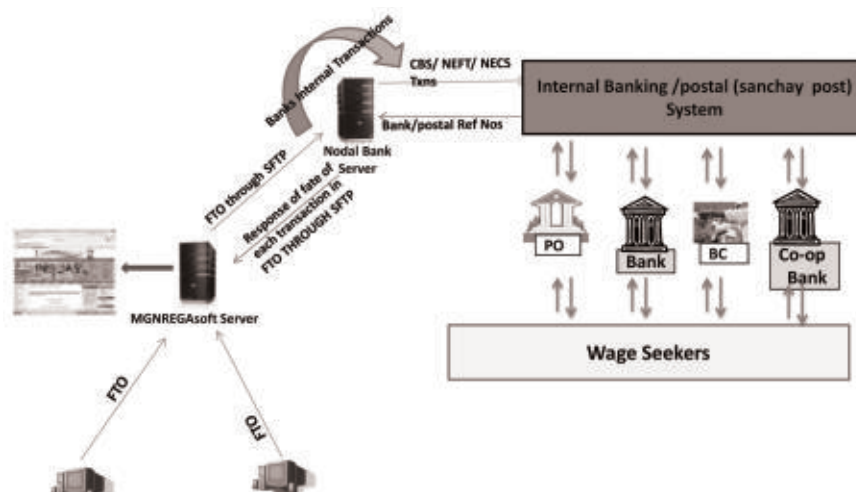 Banks Internal Transactions
CBS/ NEFT/ NECS
Txns
Internal Banking /postal (sanchay post)
System
Bank/postal Ref Nos
Nodal Bank
Server
FTO through SFTP
Response of fate of
each transaction in
FTO THROUGH SFTP
PO
Bank
BC
Co-op
Bank
MGNREGAsoft Server
Wage Seekers
FTO
FTO